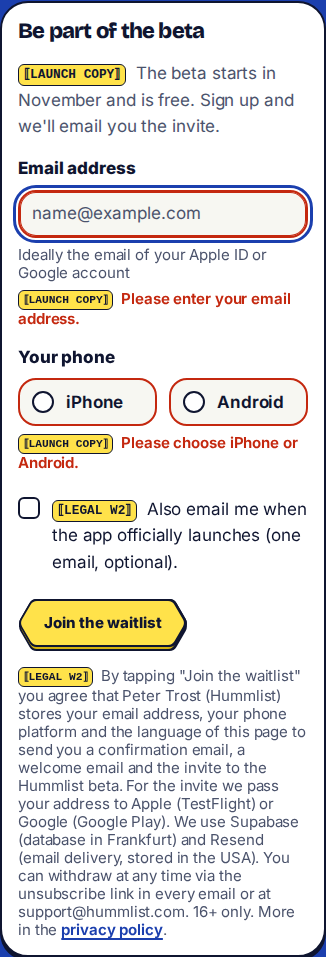 Be part of the beta
⟦LAUNCH COPY⟧ The beta starts in
November and is free. Sign up and
we'll email you the invite.
Email address
name@example.com
Ideally the email of your Apple ID or
Google account
⟦LAUNCH COPY⟧ Please enter your email
address.
Your phone
iPhone
Android
⟦LAUNCH COPY⟧ Please choose iPhone or
Android.
⟦LEGAL W2⟧ Also email me when
the app officially launches (one
email, optional).
Join the waitlist
⟦LEGAL W2⟧ By tapping "Join the waitlist"
you agree that Peter Trost (Hummlist)
stores your email address, your phone
platform and the language of this page to
send you a confirmation email, a
welcome email and the invite to the
Hummlist beta. For the invite we pass
your address to Apple (TestFlight) or
Google (Google Play). We use Supabase
(database in Frankfurt) and Resend
(email delivery, stored in the USA). You
can withdraw at any time via the
unsubscribe link in every email or at
support@hummlist.com. 16+ only. More
in the privacy policy.